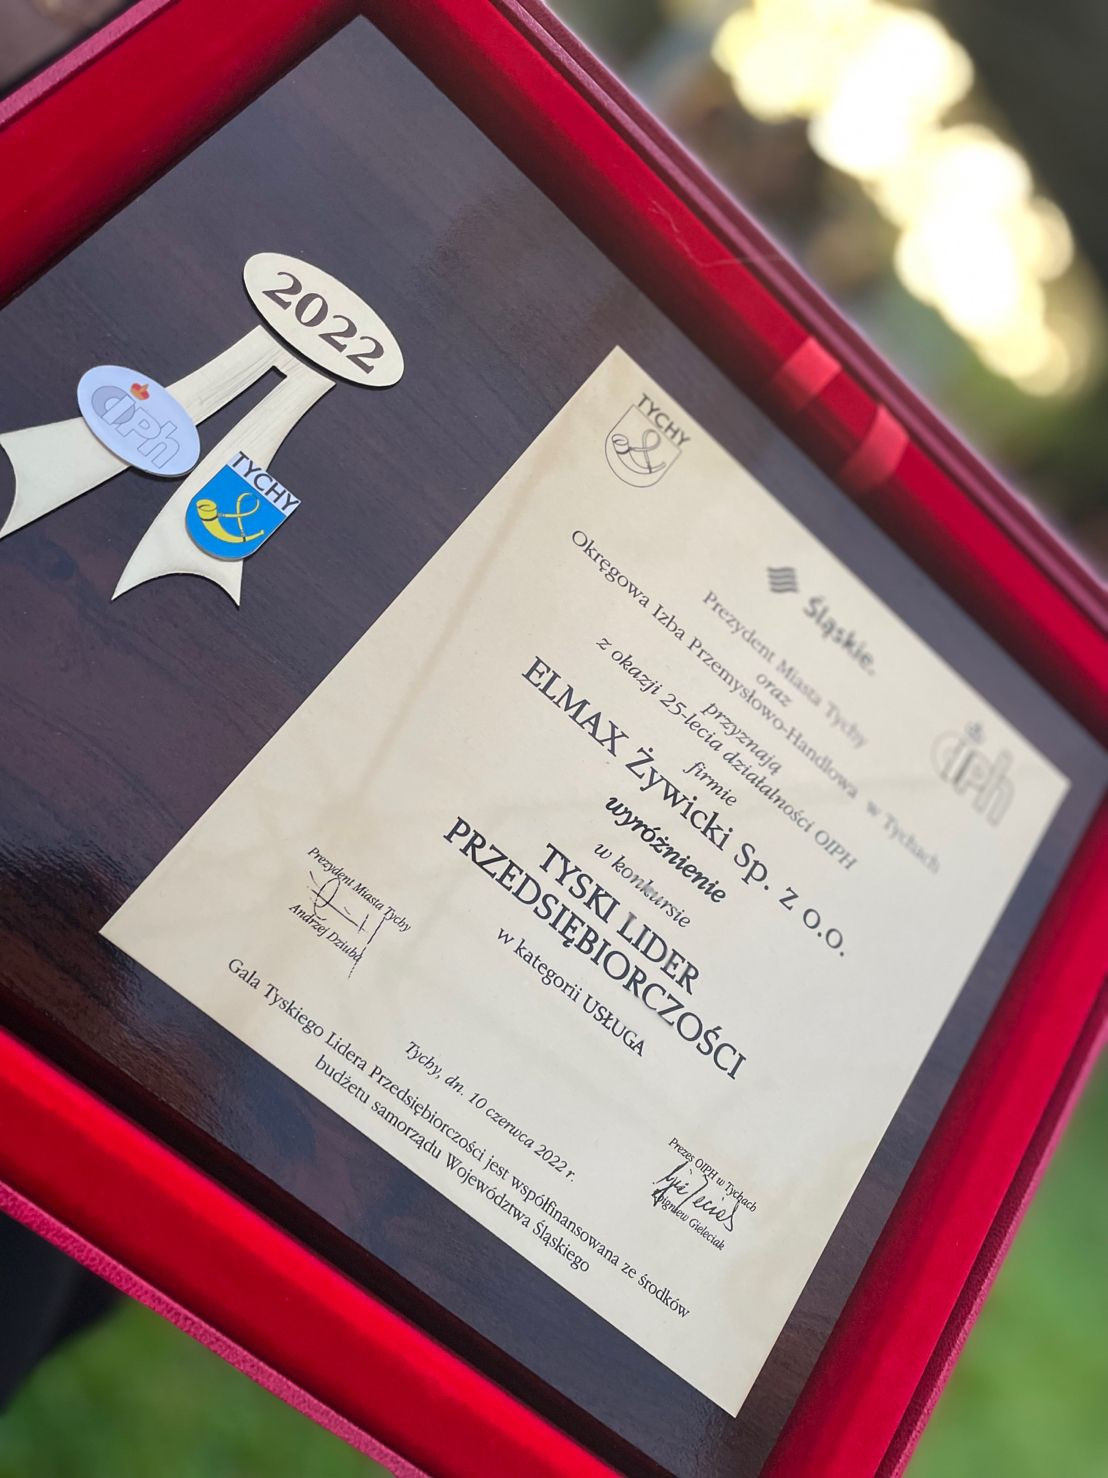 2022
OIPh
TYCHY
TYCHY
Śląskie.
OIPh
Prezydent Miasta Tychy
oraz
Okręgowa Izba Przemysłowo-Handlowa w Tychach
przyznają
z okazji 25-lecia działalności OIPH
firmie
ELMAX Żywicki Sp. z o.o.
wyróżnienie
w konkursie
TYSKI LIDER
PRZEDSIĘBIORCZOŚCI
w kategorii USŁUGA
Prezydent Miasta Tychy
Andrzej Dziuba
Tychy, dn. 10 czerwca 2022 r.
Prezes OIPH w Tychach
Zbigniew Gieleciak
Gala Tyskiego Lidera Przedsiębiorczości jest współfinansowana ze środków
budżetu samorządu Województwa Śląskiego